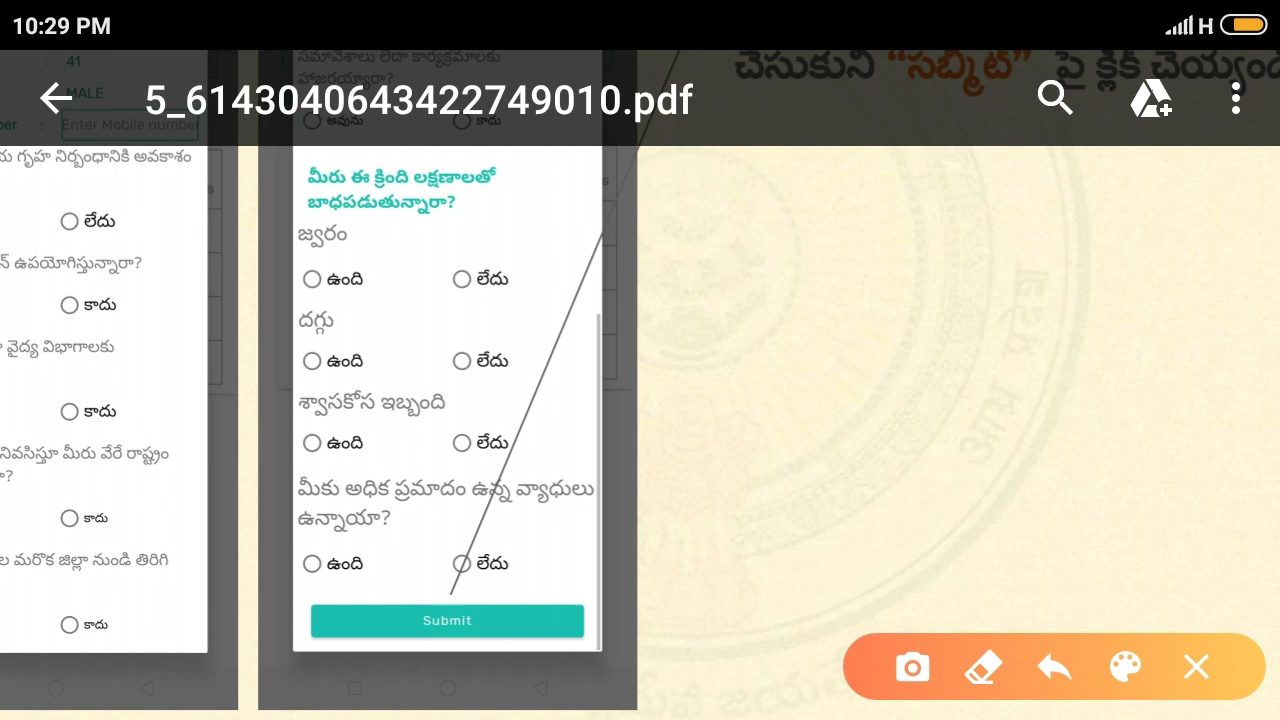 10:29 PM
H
5_6143040643422749010.pdf
: 41
MALE
: Enter Mobile number
గృహ నిర్బంధానికి అవకాశం
లేదు
ఉపయోగిస్తున్నారా?
కాదు
వైద్య విభాగాలకు
కాదు
నివసిస్తూ మీరు వేరే రాష్ట్రం
కాదు
మరొక జిల్లా నుండి తిరిగి
కాదు
సమావేశాలు లేదా కార్యక్రమాలకు
హాజరయ్యారా?
అవును కాదు
మీరు ఈ క్రింది లక్షణాలతో
బాధపడుతున్నారా?
జ్వరం
ఉంది లేదు
దగ్గు
ఉంది లేదు
శ్వాసకోస ఇబ్బంది
ఉంది లేదు
మీకు అధిక ప్రమాదం ఉన్న వ్యాధులు
ఉన్నాయా?
ఉంది లేదు
Submit
చేసుకుని “సబ్మిట్” పై క్లిక్ చెయ్యండి